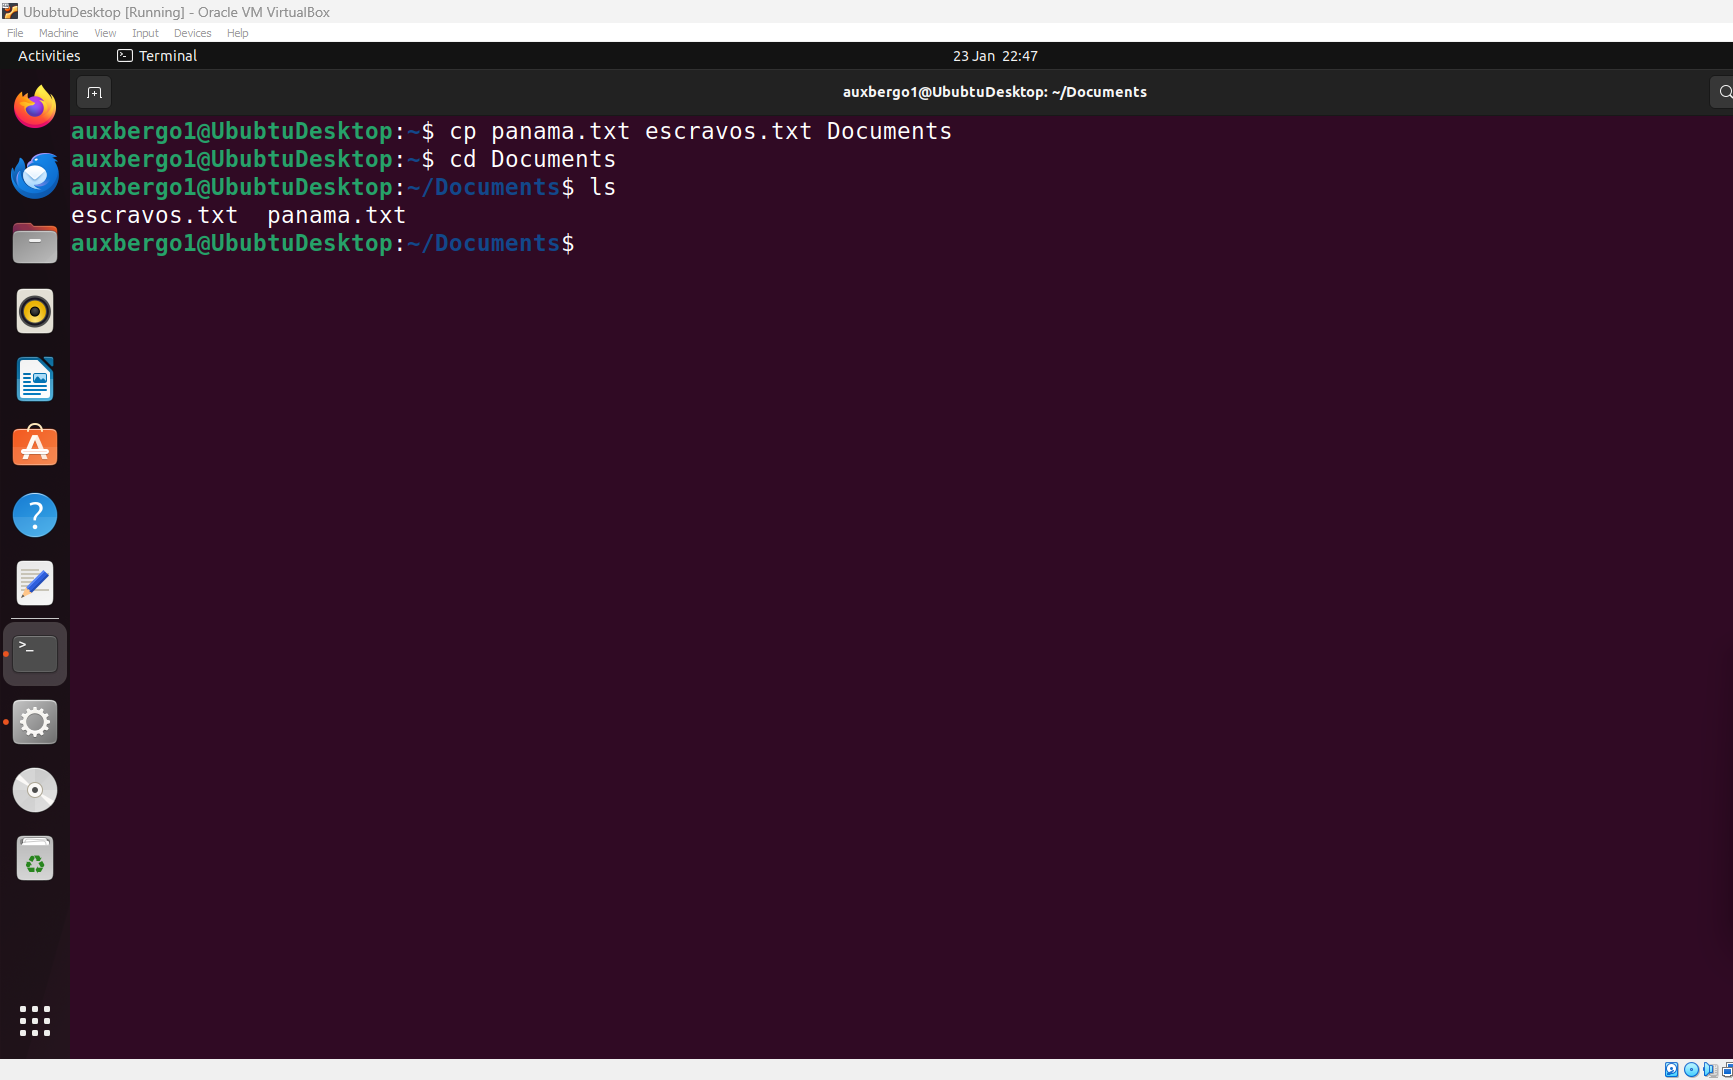 UbubtuDesktop [Running] - Oracle VM VirtualBox
File Machine View Input Devices Help
Activities Terminal 23 Jan 22:47
auxbergo1@UbubtuDesktop: ~/Documents
auxbergo1@UbubtuDesktop:~$ cp panama.txt escravos.txt Documents
auxbergo1@UbubtuDesktop:~$ cd Documents
auxbergo1@UbubtuDesktop:~/Documents$ ls
escravos.txt  panama.txt
auxbergo1@UbubtuDesktop:~/Documents$